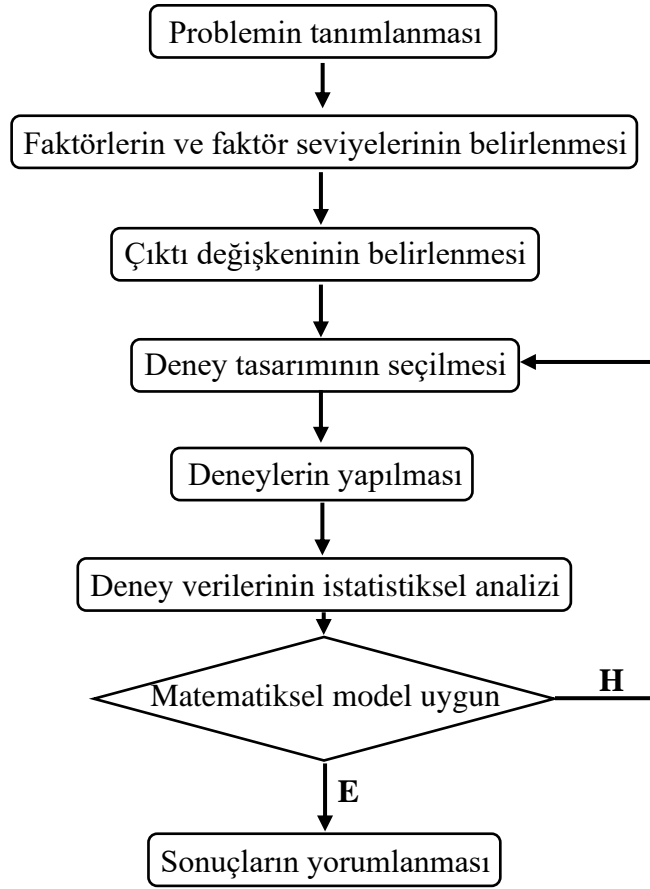 Problemin tanımlanması
Faktörlerin ve faktör seviyelerinin belirlenmesi
Çıktı değişkeninin belirlenmesi
Deney tasarımının seçilmesi
Deneylerin yapılması
Deney verilerinin istatistiksel analizi
Matematiksel model uygun
H
E
Sonuçların yorumlanması